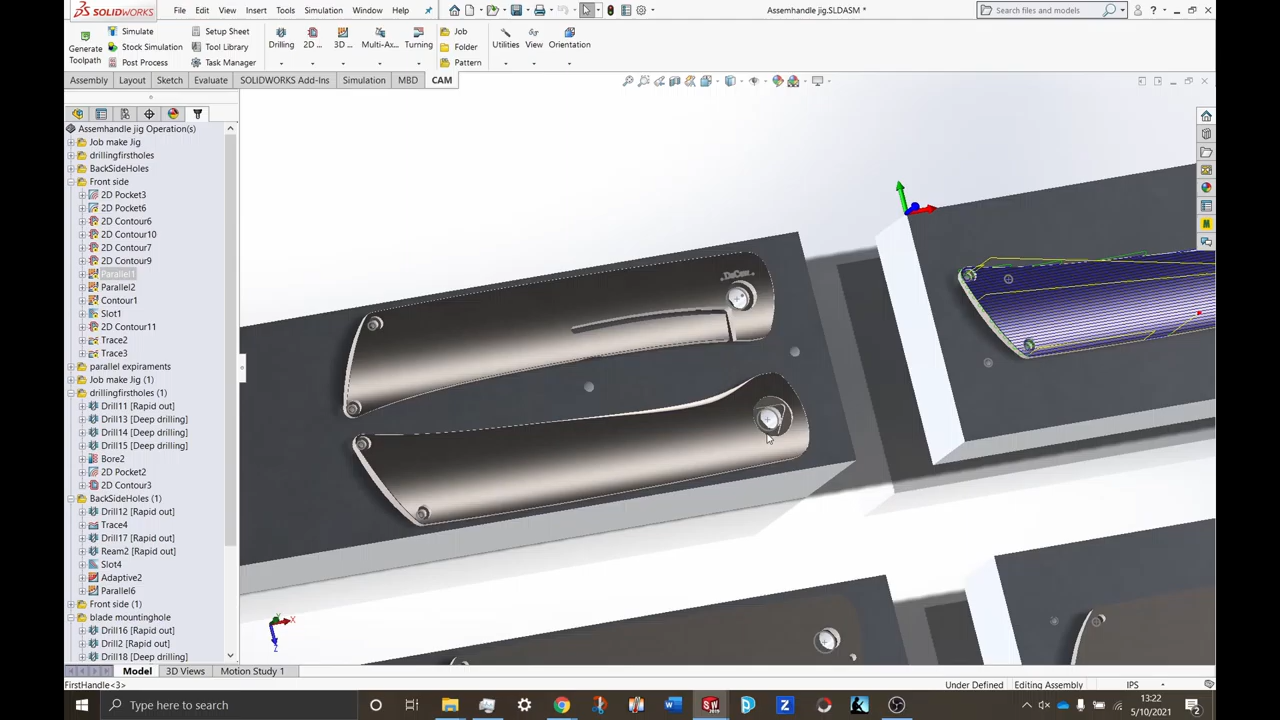 SOLIDWORKS File Edit View Insert Tools Simulation Window Help Assemhandle jig.SLDASM * Search files and models
Generate Toolpath Simulate Setup Sheet Drilling 2D ... 3D ... Multi-Ax... Turning Job Utilities View Orientation
Stock Simulation Tool Library Folder
Post Process Task Manager Pattern
Assembly Layout Sketch Evaluate SOLIDWORKS Add-Ins Simulation MBD CAM
Assemhandle jig Operation(s)
Job make Jig
drillingfirstholes
BackSideHoles
Front side
2D Pocket3
2D Pocket6
2D Contour6
2D Contour10
2D Contour7
2D Contour9
Parallel1
Parallel2
Contour1
Slot1
2D Contour11
Trace2
Trace3
parallel expiraments
Job make Jig (1)
drillingfirstholes (1)
Drill11 [Rapid out]
Drill13 [Deep drilling]
Drill14 [Deep drilling]
Drill15 [Deep drilling]
Bore2
2D Pocket2
2D Contour3
BackSideHoles (1)
Drill12 [Rapid out]
Trace4
Drill17 [Rapid out]
Ream2 [Rapid out]
Slot4
Adaptive2
Parallel6
Front side (1)
blade mountinghole
Drill16 [Rapid out]
Drill2 [Rapid out]
Drill18 [Deep drilling]
Model 3D Views Motion Study 1
FirstHandle<3> Under Defined Editing Assembly IPS
Type here to search 13:22
5/10/2021